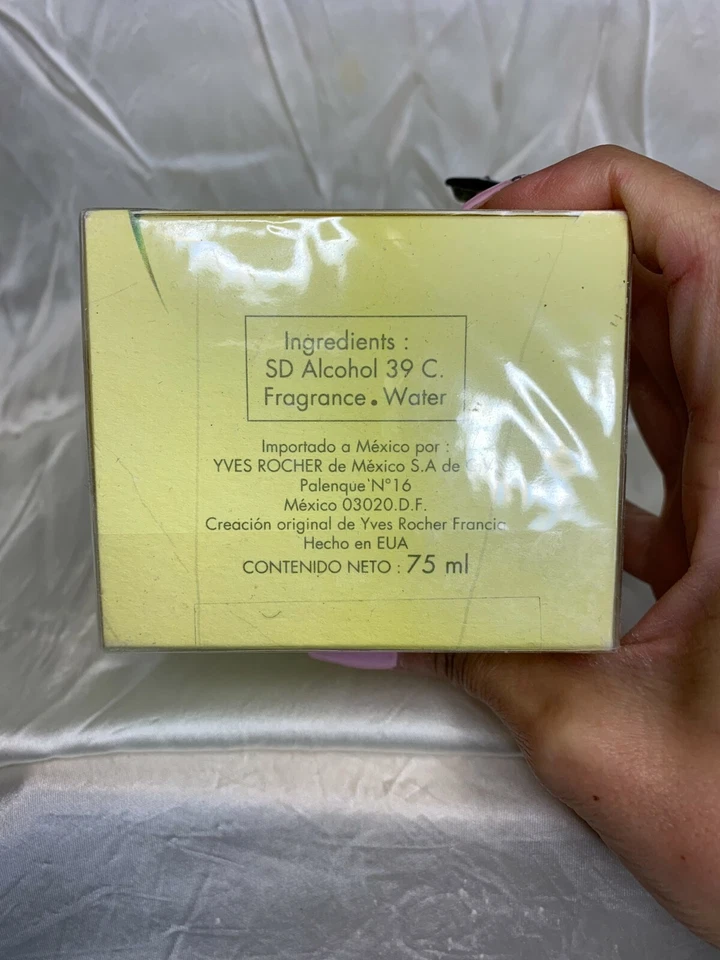 Ingredients :
SD Alcohol 39 C.
Fragrance . Water
Importado a México por :
YVES ROCHER de México S.A de
Palenque N°16
México 03020.D.F.
Creación original de Yves Rocher Francia
Hecho en EUA
CONTENIDO NETO : 75 ml